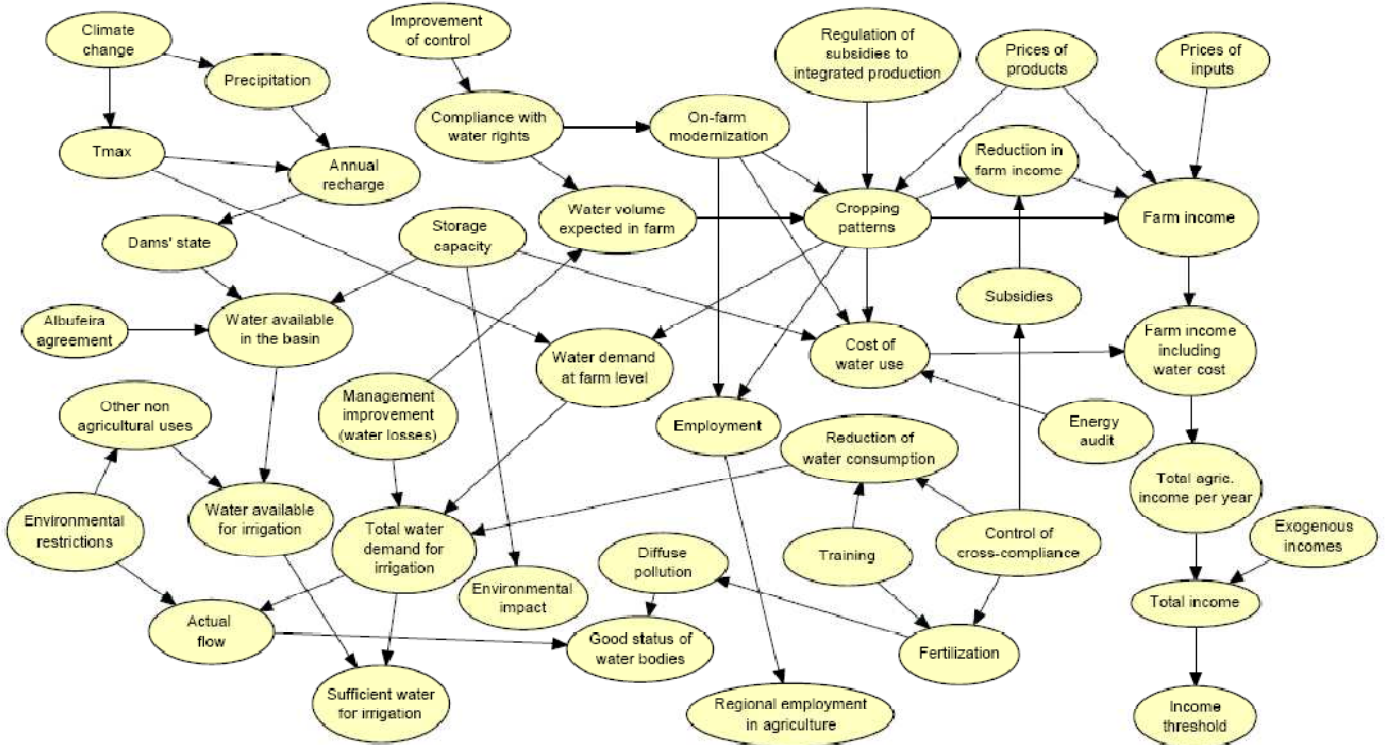 Climate
change
Improvement
of control
Regulation of
subsidies to
integrated production
Prices of
products
Prices of
inputs
Precipitation
Compliance with
water rights
On-farm
modernization
Tmax
Annual
recharge
Reduction in
farm income
Water volume
expected in farm
Cropping
patterns
Farm income
Dams' state
Storage
capacity
Subsidies
Albufeira
agreement
Water available
in the basin
Water demand
at farm level
Cost of
water use
Farm income
including
water cost
Other non
agricultural uses
Management
improvement
(water losses)
Employment
Reduction of
water consumption
Energy
audit
Total agric.
income per year
Environmental
restrictions
Water available
for irrigation
Total water
demand for
irrigation
Diffuse
pollution
Training
Control of
cross-compliance
Exogenous
incomes
Environmental
impact
Total income
Actual
flow
Good status of
water bodies
Fertilization
Sufficient water
for irrigation
Regional employment
in agriculture
Income
threshold